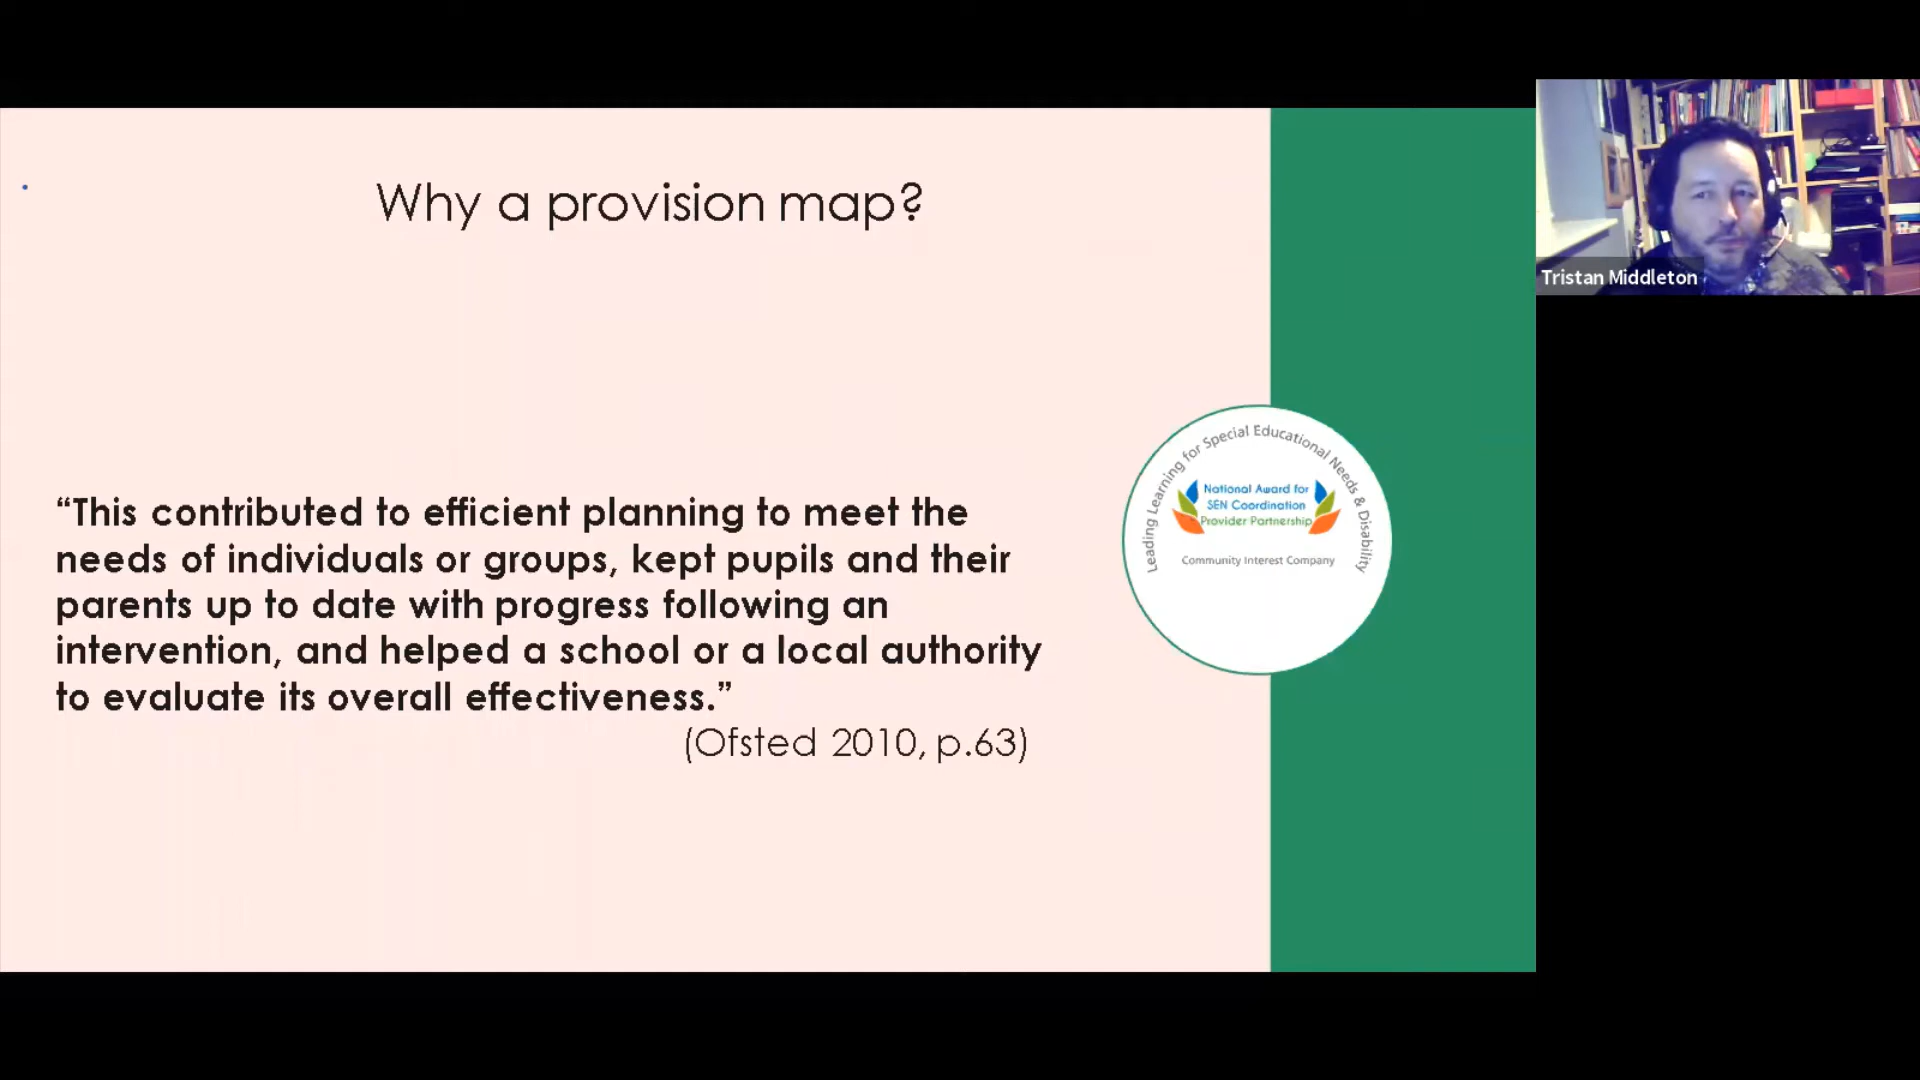 Why a provision map?
“This contributed to efficient planning to meet the
needs of individuals or groups, kept pupils and their
parents up to date with progress following an
intervention, and helped a school or a local authority
to evaluate its overall effectiveness.”
(Ofsted 2010, p.63)
Leading Learning for Special Educational Needs & Disability
National Award for
SEN Coordination
Provider Partnership
Community Interest Company
Tristan Middleton